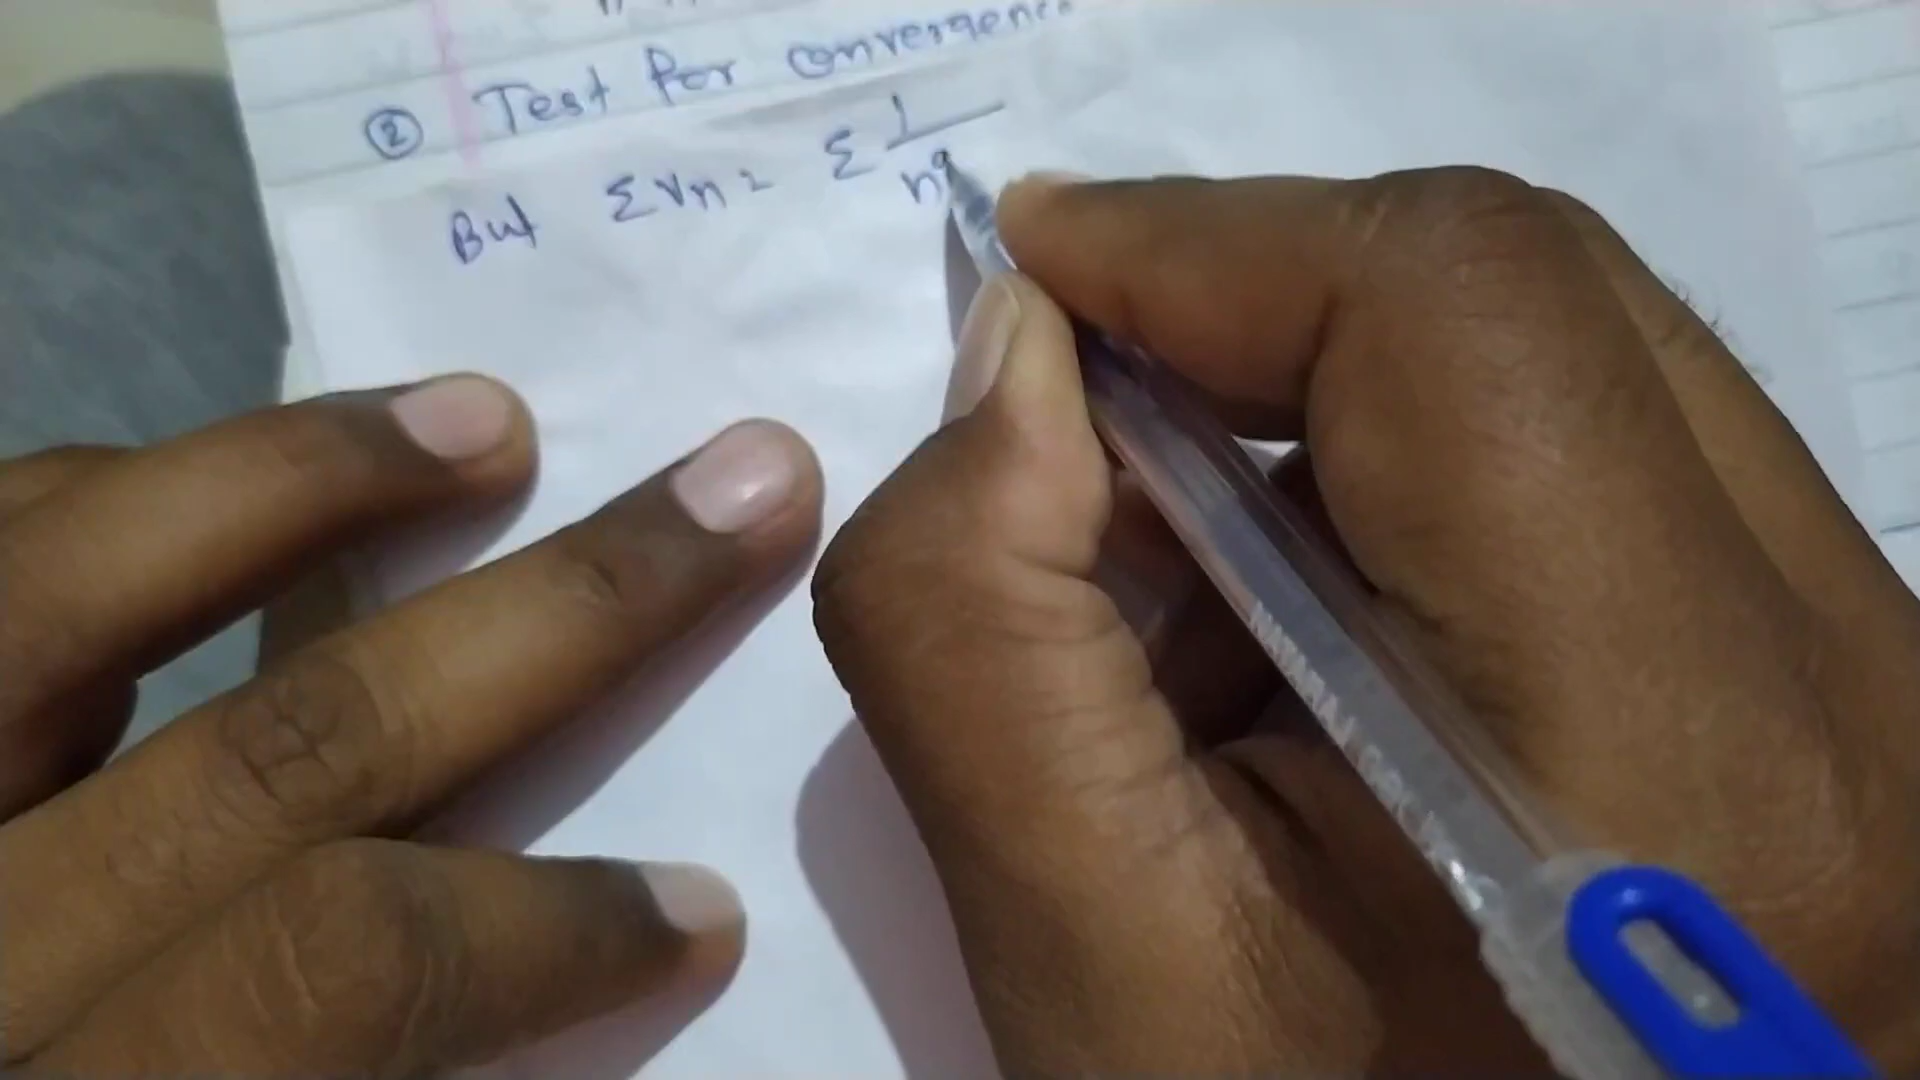 ② Test for convergence
But Σvn = Σ 1/n